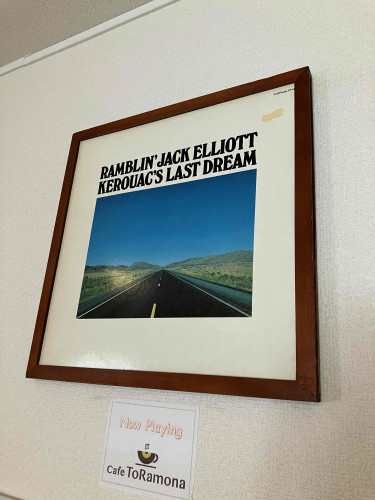 RAMBLIN' JACK ELLIOTT
KEROUAC'S LAST DREAM
Now Playing
Cafe ToRamona